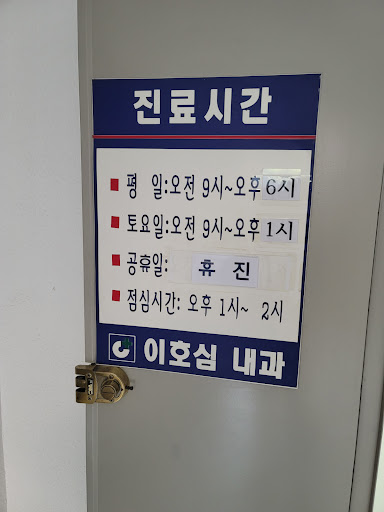 진료시간
평 일:오전 9시~오후 6시
토요일:오전 9시~오후 1시
공휴일: 휴 진
점심시간: 오후 1시~ 2시
이호심 내과